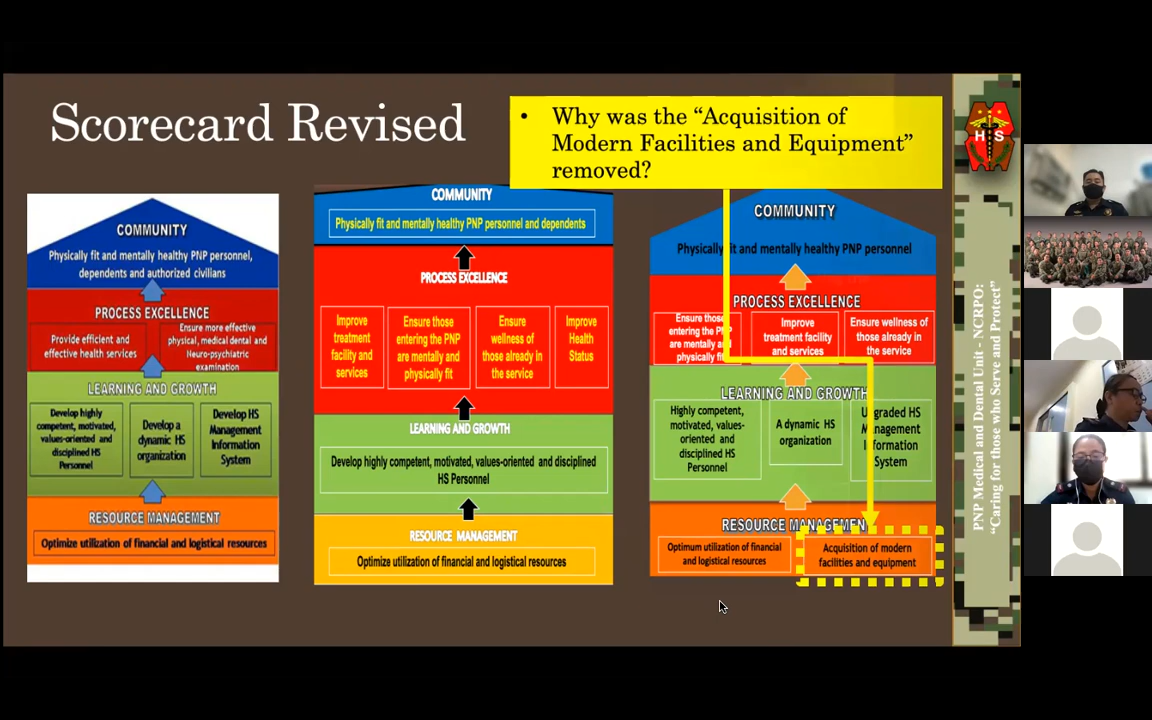 Scorecard Revised
• Why was the “Acquisition of
Modern Facilities and Equipment”
removed?
COMMUNITY
Physically fit and mentally healthy PNP personnel,
dependents and authorized civilians
PROCESS EXCELLENCE
Provide efficient and
effective health services
Ensure more effective
physical, medical dental and
Neuro-psychiatric
examination
LEARNING AND GROWTH
Develop highly
competent, motivated,
values-oriented and
disciplined HS
Personnel
Develop a
dynamic HS
organization
Develop HS
Management
Information
System
RESOURCE MANAGEMENT
Optimize utilization of financial and logistical resources
COMMUNITY
Physically fit and mentally healthy PNP personnel and dependents
PROCESS EXCELLENCE
Improve
treatment
facility and
services
Ensure those
entering the PNP
are mentally and
physically fit
Ensure
wellness of
those already in
the service
Improve
Health
Status
LEARNING AND GROWTH
Develop highly competent, motivated, values-oriented and disciplined
HS Personnel
RESOURCE MANAGEMENT
Optimize utilization of financial and logistical resources
COMMUNITY
Physically fit and mentally healthy PNP personnel
PROCESS EXCELLENCE
Ensure those
entering the PNP
are mentally and
physically fit
Improve
treatment facility
and services
Ensure wellness of
those already in
the service
LEARNING AND GROWTH
Highly competent,
motivated, values-
oriented and
disciplined HS
Personnel
A dynamic HS
organization
Upgraded HS
Management
Information
System
RESOURCE MANAGEMENT
Optimum utilization of financial
and logistical resources
Acquisition of modern
facilities and equipment
H S
PNP Medical and Dental Unit - NCRPO:
“Caring for those who Serve and Protect”